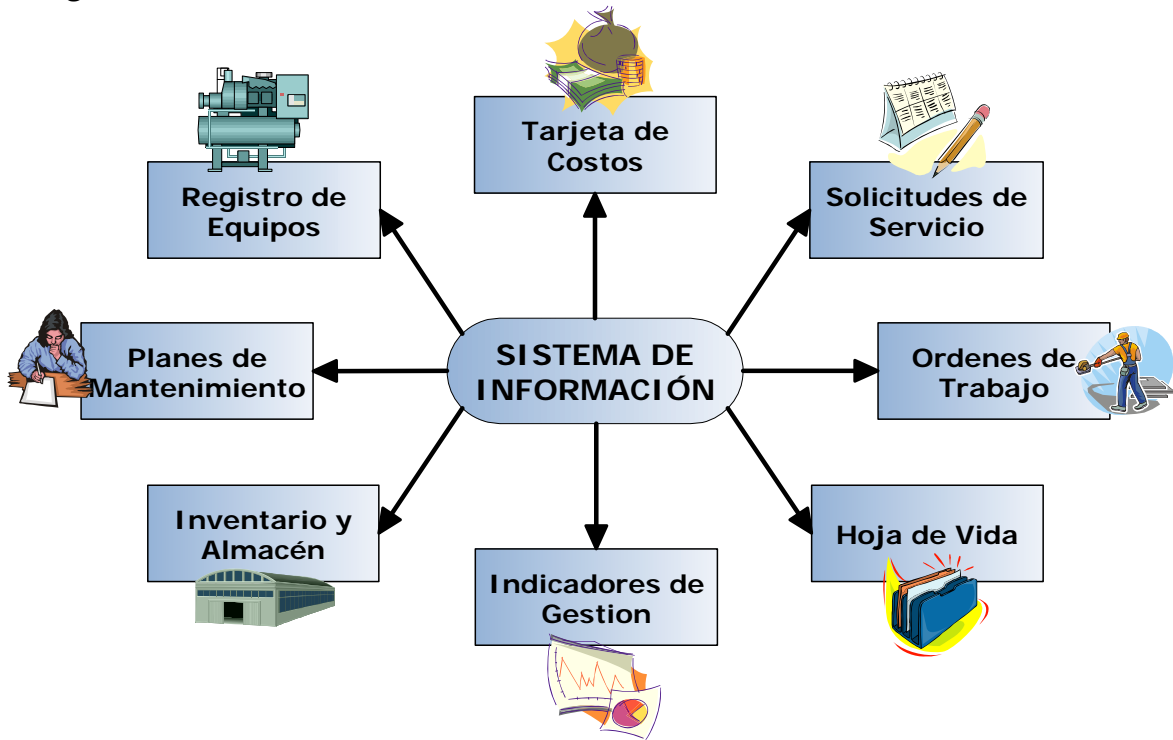 Tarjeta de
Costos
Registro de
Equipos
Solicitudes de
Servicio
Planes de
Mantenimiento
SISTEMA DE
INFORMACIÓN
Ordenes de
Trabajo
Inventario y
Almacén
Hoja de Vida
Indicadores de
Gestion